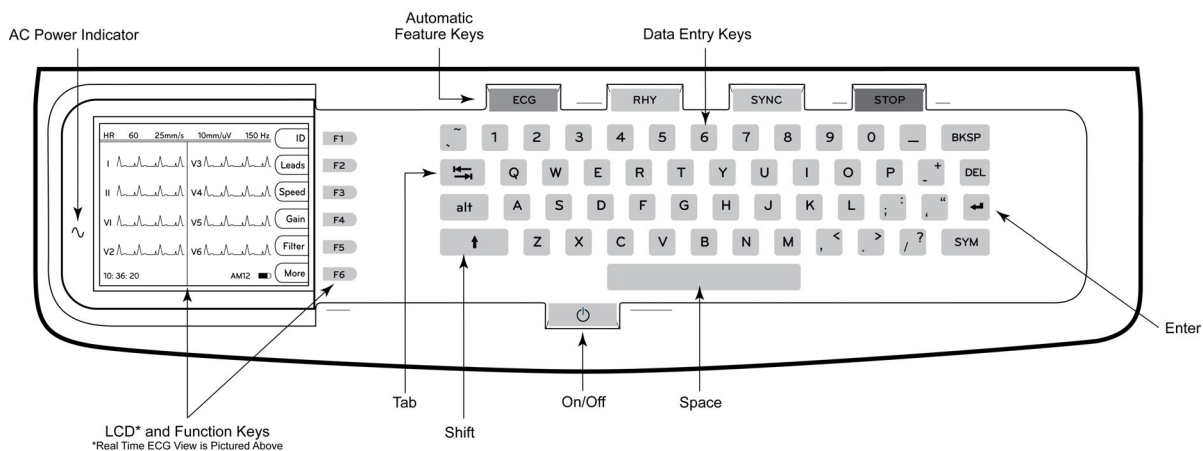 Automatic
Feature Keys
AC Power Indicator
Data Entry Keys
ECG RHY SYNC STOP
HR 60 25mm/s 10mm/uV 150 Hz ID F1
~ ` 1 2 3 4 5 6 7 8 9 0 _ BKSP
I V3 Leads F2
Q W E R T Y U I O P - + DEL
II V4 Speed F3
alt A S D F G H J K L ; : , “
VI V5 Gain F4
V2 V6 Filter F5
Z X C V B N M , < . > / ? SYM
10: 36: 20 AM12 More F6
Enter
Tab
On/Off
Space
LCD* and Function Keys
*Real Time ECG View is Pictured Above
Shift